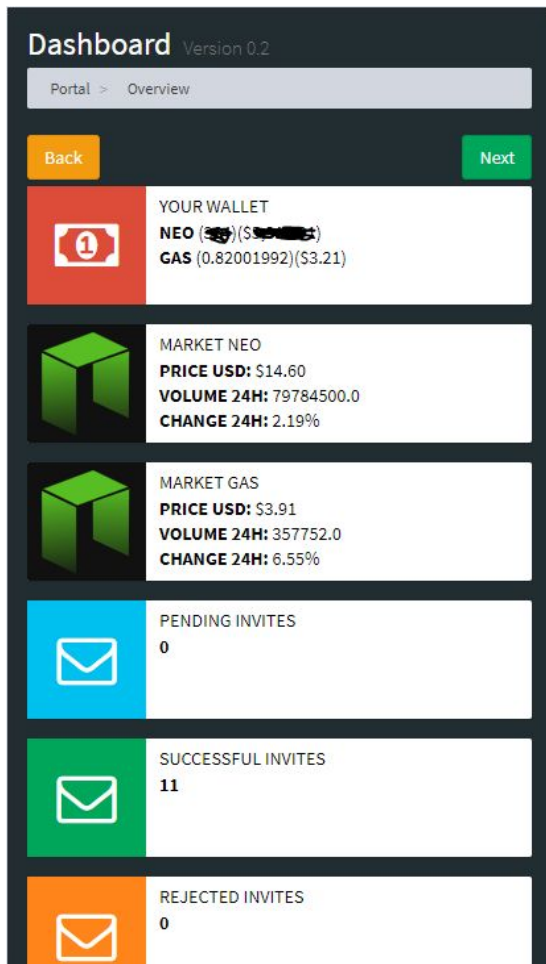 Dashboard Version 0.2
Portal > Overview
Back
Next
YOUR WALLET
NEO
GAS (0.82001992)($3.21)
MARKET NEO
PRICE USD: $14.60
VOLUME 24H: 79784500.0
CHANGE 24H: 2.19%
MARKET GAS
PRICE USD: $3.91
VOLUME 24H: 357752.0
CHANGE 24H: 6.55%
PENDING INVITES
0
SUCCESSFUL INVITES
11
REJECTED INVITES
0